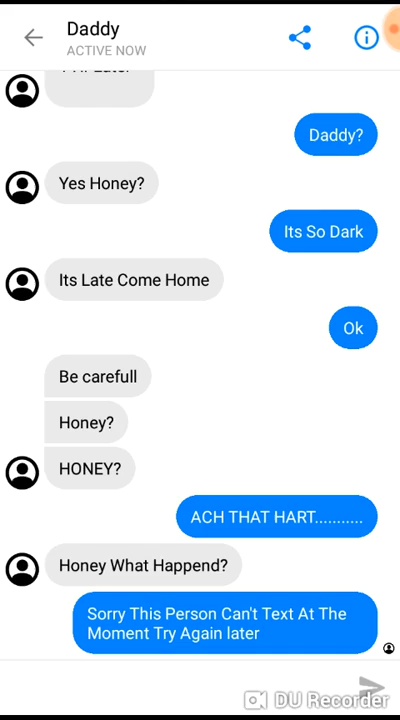 Daddy
ACTIVE NOW
Daddy?
Yes Honey?
Its So Dark
Its Late Come Home
Ok
Be carefull
Honey?
HONEY?
ACH THAT HART...........
Honey What Happend?
Sorry This Person Can't Text At The
Moment Try Again later
DU Recorder